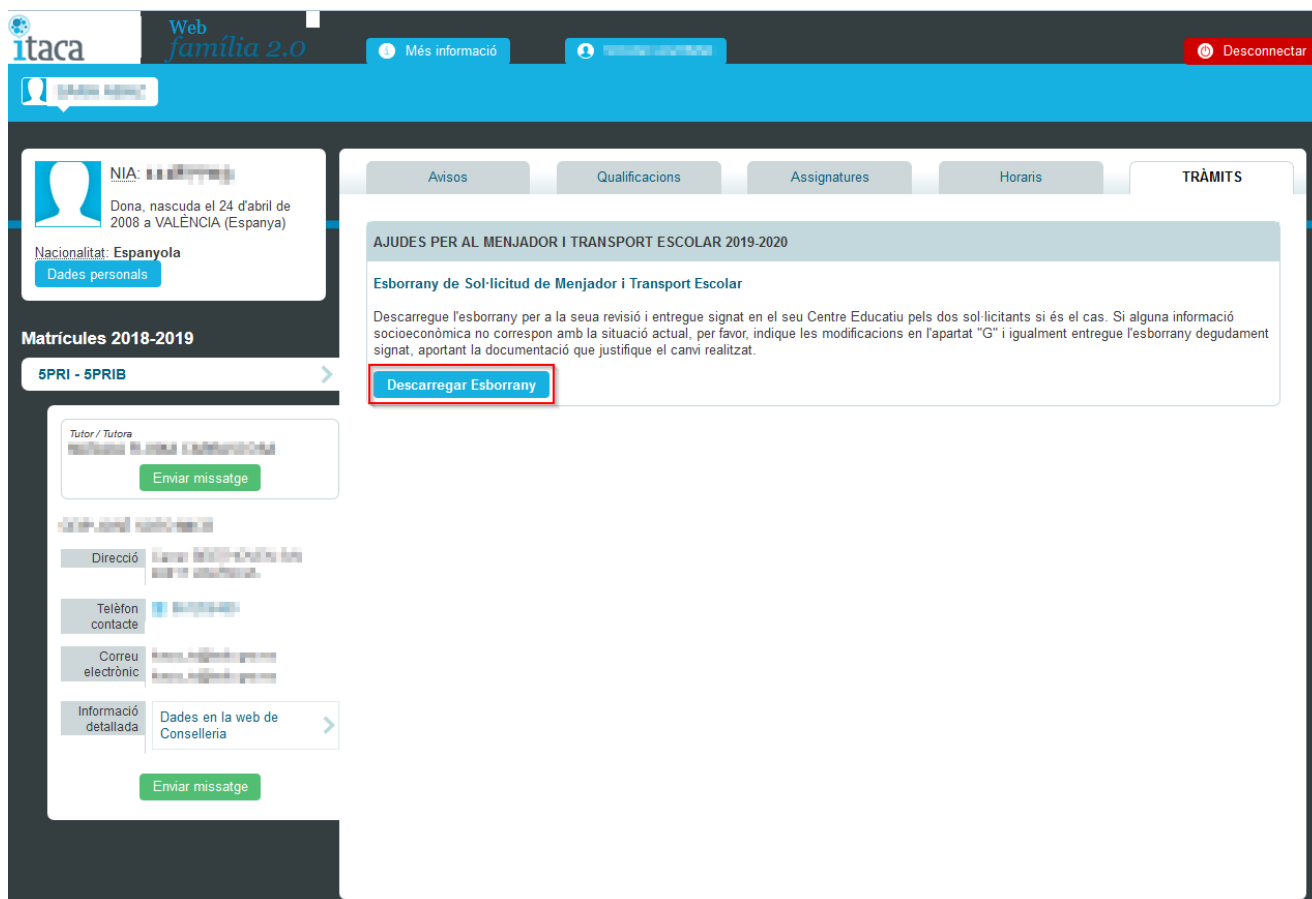 itaca
Web
família 2.0
Més informació
Desconnectar
NIA:
Dona, nascuda el 24 d'abril de
2008 a VALÈNCIA (Espanya)
Nacionalitat: Espanyola
Dades personals
Matrícules 2018-2019
5PRI - 5PRIB
Tutor / Tutora
Enviar missatge
Direcció
Telèfon
contacte
Correu
electrònic
Informació
detallada
Dades en la web de
Conselleria
Enviar missatge
Avisos
Qualificacions
Assignatures
Horaris
TRÀMITS
AJUDES PER AL MENJADOR I TRANSPORT ESCOLAR 2019-2020
Esborrany de Sol·licitud de Menjador i Transport Escolar
Descarregue l'esborrany per a la seua revisió i entregue signat en el seu Centre Educatiu pels dos sol·licitants si és el cas. Si alguna informació
socioeconòmica no correspon amb la situació actual, per favor, indique les modificacions en l'apartat "G" i igualment entregue l'esborrany degudament
signat, aportant la documentació que justifique el canvi realitzat.
Descarregar Esborrany